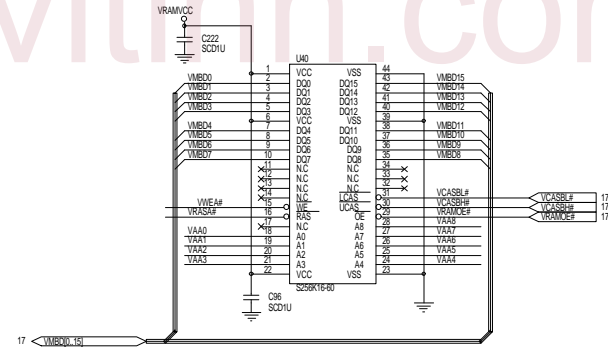 vitnn.cor
VRAMVCC
C222
SCD1U
U40
1 VCC VSS 44
VMBD0 2 DQ0 DQ15 43 VMBD15
VMBD1 3 DQ1 DQ14 42 VMBD14
VMBD2 4 DQ2 DQ13 41 VMBD13
VMBD3 5 DQ3 DQ12 40 VMBD12
6 VCC VSS 39
VMBD4 7 DQ4 DQ11 38 VMBD11
VMBD5 8 DQ5 DQ10 37 VMBD10
VMBD6 9 DQ6 DQ9 36 VMBD9
VMBD7 10 DQ7 DQ8 35 VMBD8
11 N.C N.C 34
12 N.C N.C 33
13 N.C N.C 32
14 N.C LCAS 31 VCASBL# VCASBL# 17
VWEA# 15 WE UCAS 30 VCASBH# VCASBH# 17
VRASA# 16 RAS OE 29 VRAMOE# VRAMOE# 17
17 N.C A8 28 VAA8
VAA0 18 A0 A7 27 VAA7
VAA1 19 A1 A6 26 VAA6
VAA2 20 A2 A5 25 VAA5
VAA3 21 A3 A4 24 VAA4
22 VCC VSS 23
S256K16-60
C96
SCD1U
17 VMBD[0..15]